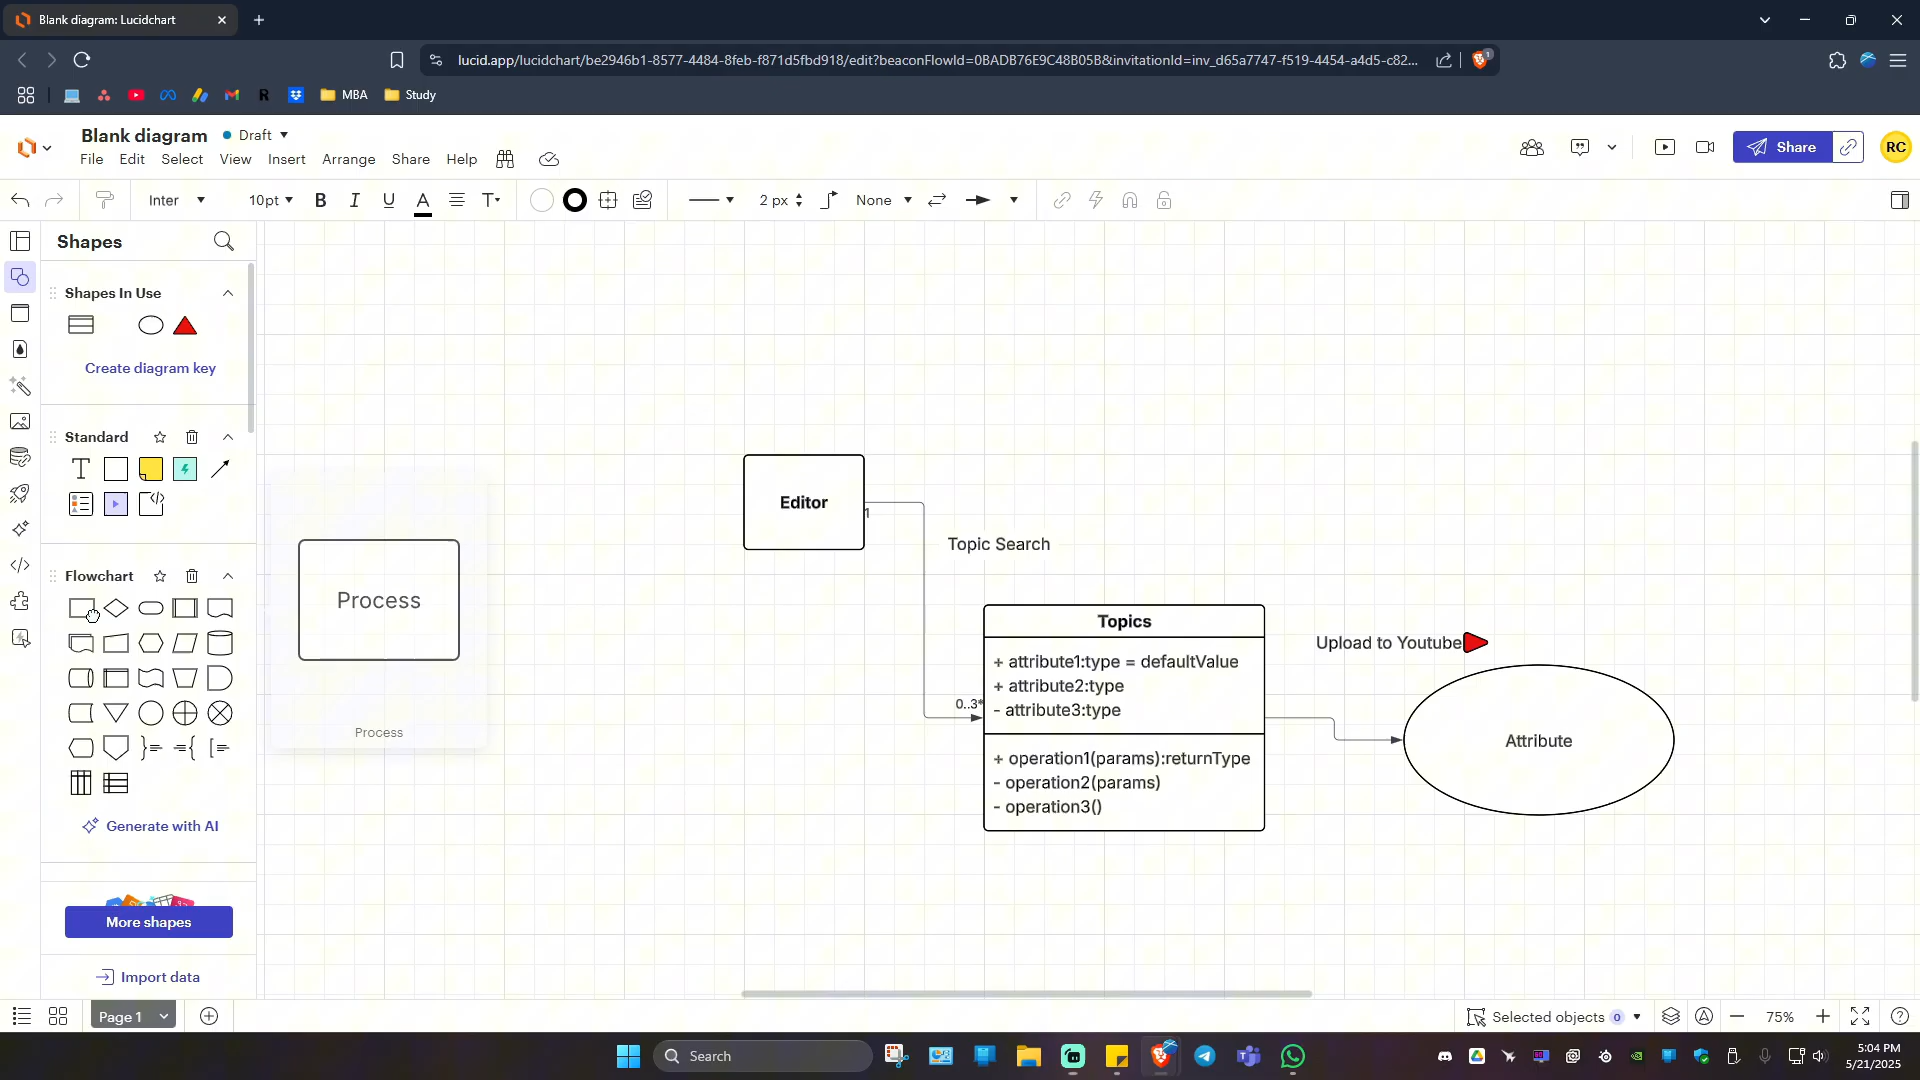 Blank diagram: Lucidchart
lucid.app/lucidchart/be2946b1-8577-4484-8feb-f871d5fbd918/edit?beaconFlowId=0BADB76E9C48B05B&invitationId=inv_d65a7747-f519-4454-a4d5-c82...
1
MBA
Study
Blank diagram
Draft
File Edit Select View Insert Arrange Share Help
Share
RC
Inter
10pt
B I U A T
2 px
None
Shapes
Shapes In Use
Create diagram key
Standard
T
Flowchart
Generate with AI
More shapes
Import data
Process
Process
Editor
1
Topic Search
0..3*
Topics
+ attribute1:type = defaultValue
+ attribute2:type
- attribute3:type
+ operation1(params):returnType
- operation2(params)
- operation3()
Upload to Youtube
Attribute
Page 1
Selected objects 0
75%
Search
5:04 PM
5/21/2025